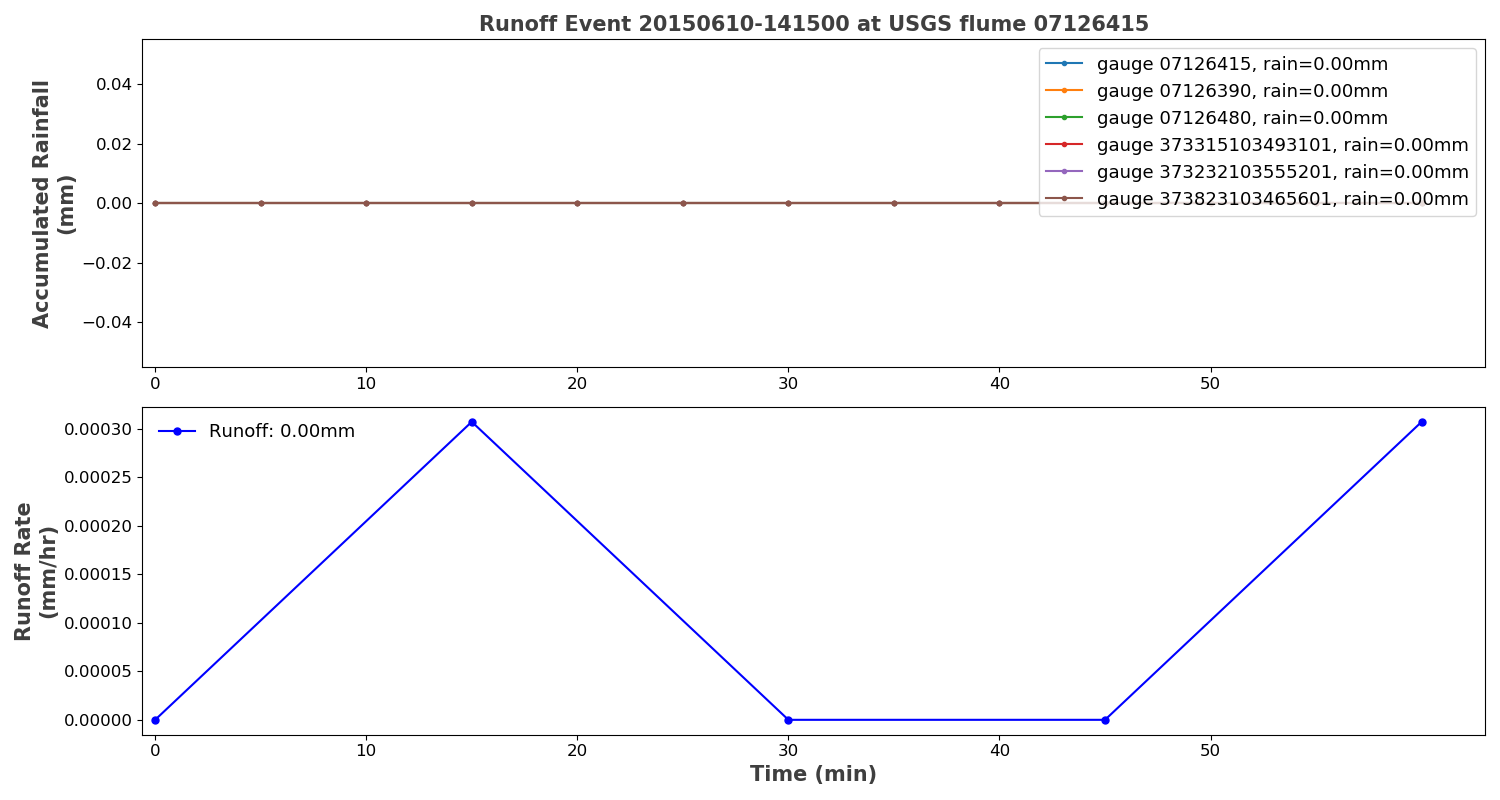 Runoff Event 20150610-141500 at USGS flume 07126415
Accumulated Rainfall
(mm)
0.04
0.02
0.00
−0.02
−0.04
gauge 07126415, rain=0.00mm
gauge 07126390, rain=0.00mm
gauge 07126480, rain=0.00mm
gauge 373315103493101, rain=0.00mm
gauge 373232103555201, rain=0.00mm
gauge 373823103465601, rain=0.00mm
0 10 20 30 40 50
Runoff Rate
(mm/hr)
0.00030
0.00025
0.00020
0.00015
0.00010
0.00005
0.00000
Runoff: 0.00mm
0 10 20 30 40 50
Time (min)